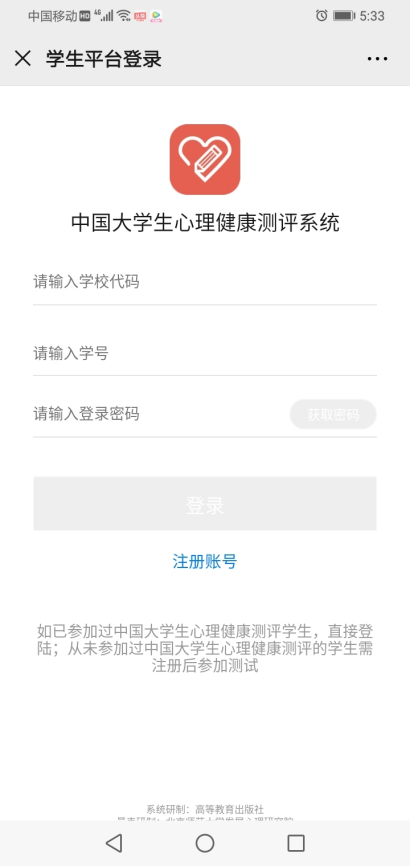 中国移动 HD 46 5:33
学生平台登录
中国大学生心理健康测评系统
请输入学校代码
请输入学号
请输入登录密码 获取密码
登录
注册账号
如已参加过中国大学生心理健康测评学生，直接登
陆；从未参加过中国大学生心理健康测评的学生需
注册后参加测试
系统研制：高等教育出版社